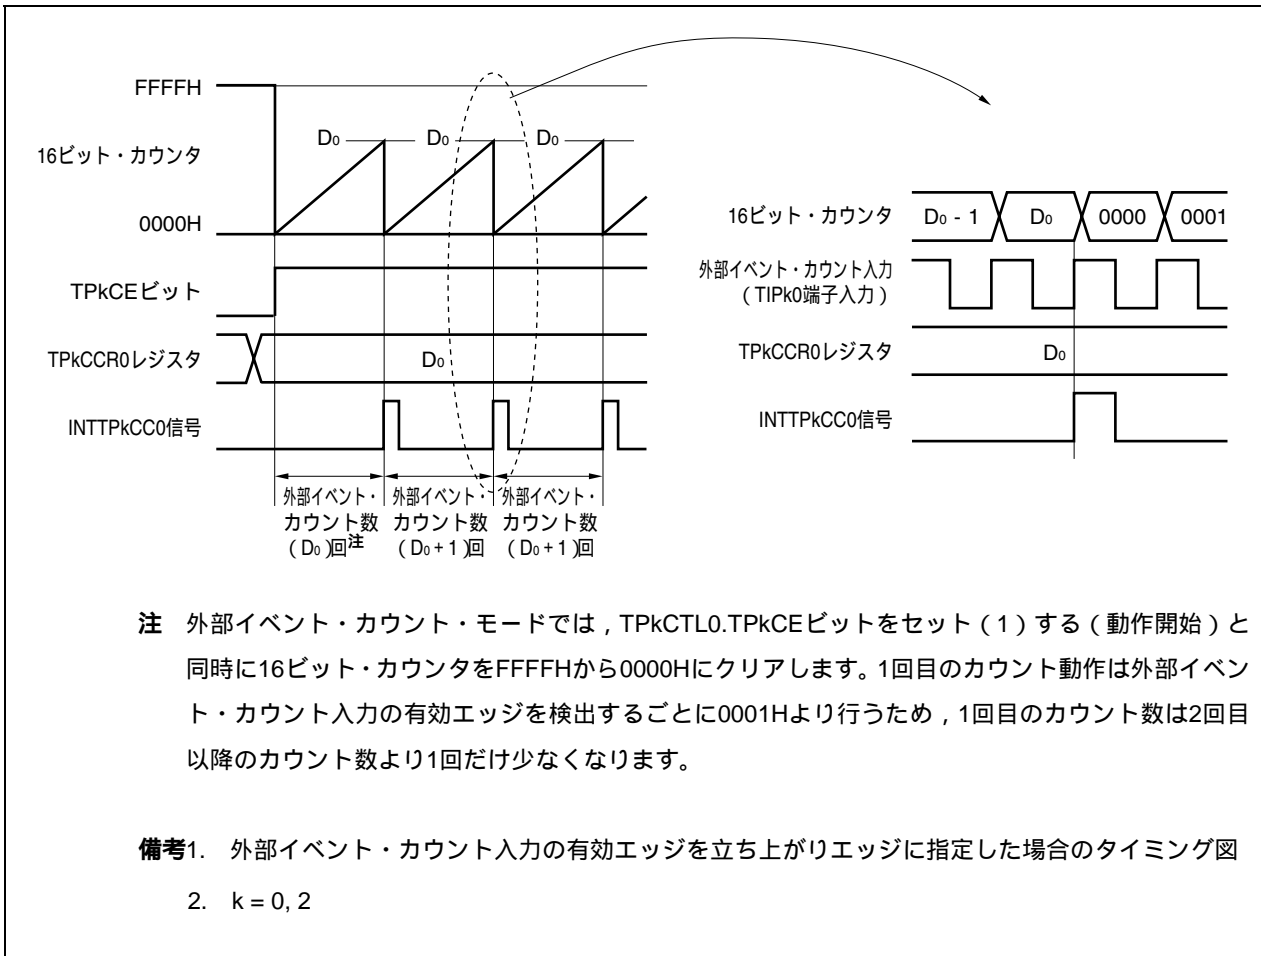 FFFFH
16ビット・カウンタ
0000H
D0 D0 D0
TPkCEビット
TPkCCR0レジスタ
D0
INTTPkCC0信号
外部イベント・ 外部イベント・ 外部イベント・
カウント数 カウント数 カウント数
(D0)回注 (D0+1)回 (D0+1)回
16ビット・カウンタ D0 - 1 D0 0000 0001
外部イベント・カウント入力
(TIPk0端子入力)
TPkCCR0レジスタ D0
INTTPkCC0信号
注 外部イベント・カウント・モードでは,TPkCTL0.TPkCEビットをセット(1)する(動作開始)と
同時に16ビット・カウンタをFFFFHから0000Hにクリアします。1回目のカウント動作は外部イベン
ト・カウント入力の有効エッジを検出するごとに0001Hより行うため,1回目のカウント数は2回目
以降のカウント数より1回だけ少なくなります。
備考1. 外部イベント・カウント入力の有効エッジを立ち上がりエッジに指定した場合のタイミング図
2. k = 0, 2